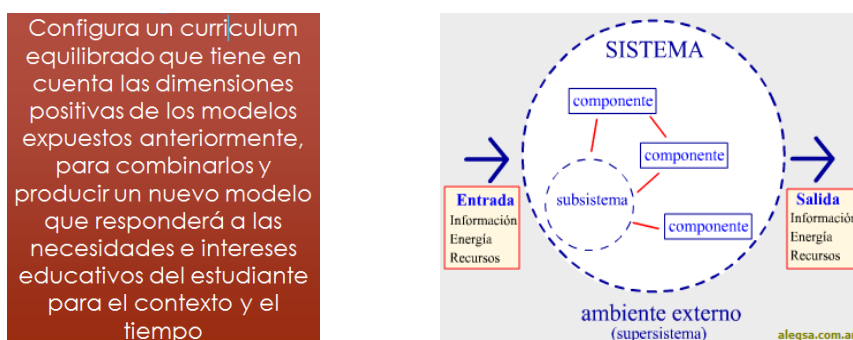 Configura un curriculum
equilibrado que tiene en
cuenta las dimensiones
positivas de los modelos
expuestos anteriormente,
para combinarlos y
producir un nuevo modelo
que responderá a las
necesidades e intereses
educativos del estudiante
para el contexto y el
tiempo
SISTEMA
componente
componente
subsistema
componente
Entrada
Información
Energía
Recursos
Salida
Información
Energía
Recursos
ambiente externo
(supersistema)
alegsa.com.ar